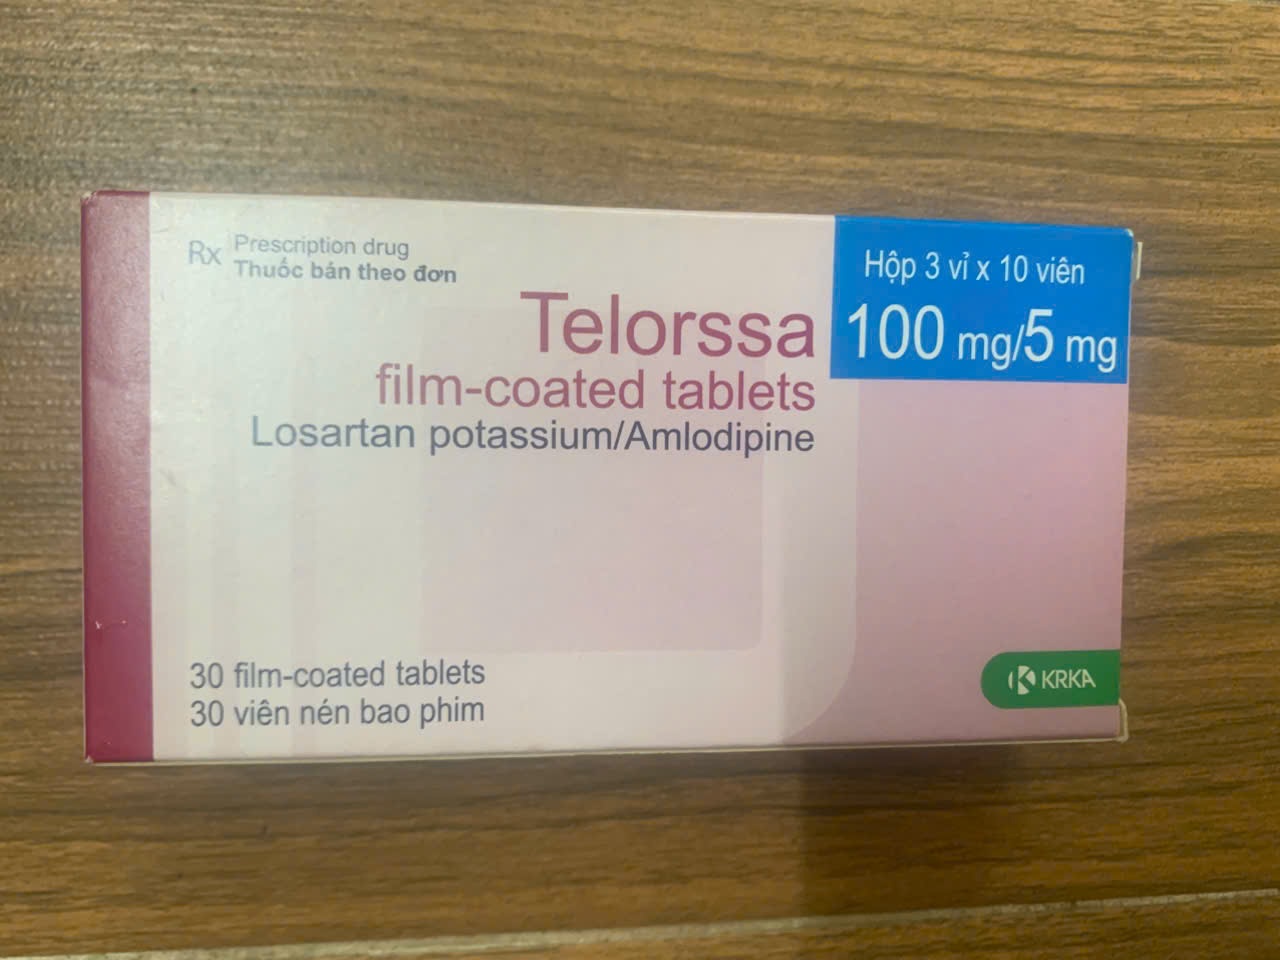 Rx Prescription drug
Thuốc bán theo đơn
Hộp 3 vỉ x 10 viên
100 mg/5 mg
Telorssa
film-coated tablets
Losartan potassium/Amlodipine
30 film-coated tablets
30 viên nén bao phim
KRKA